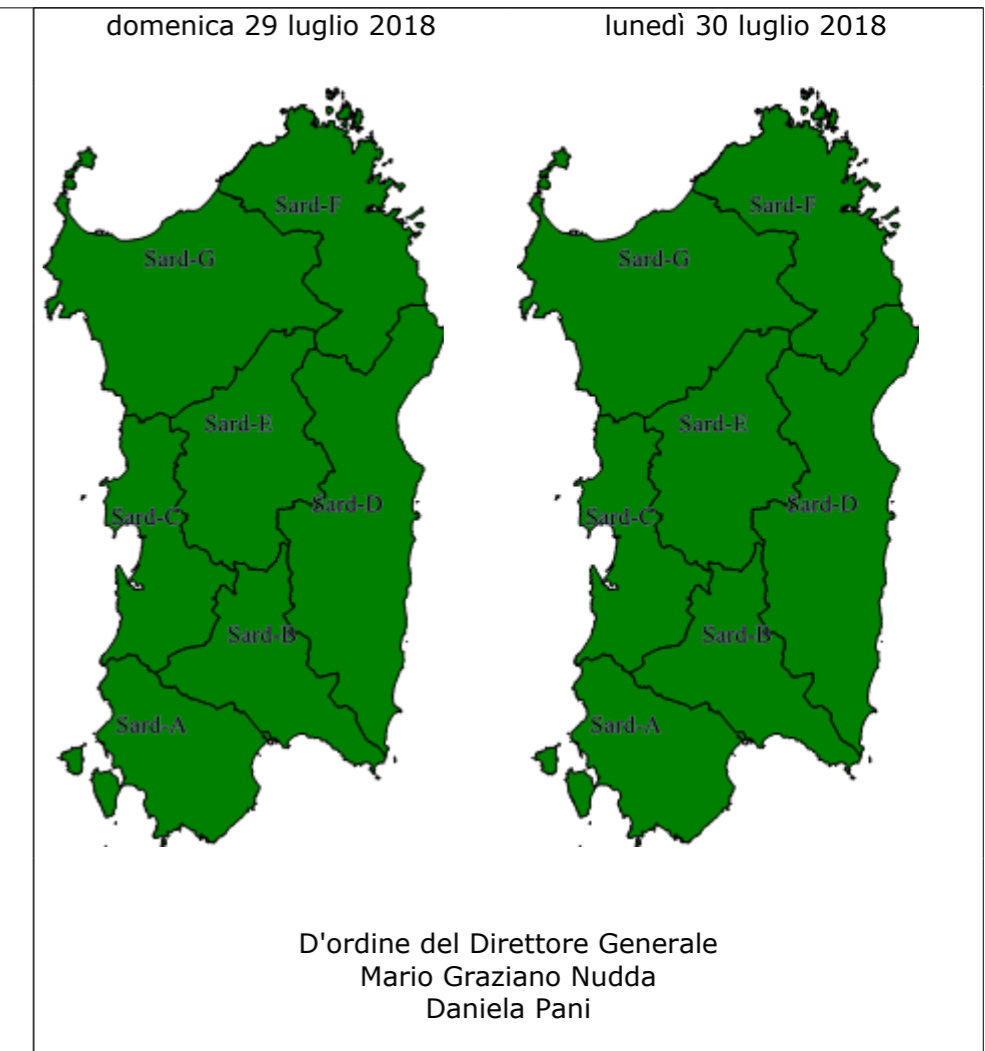 domenica 29 luglio 2018
lunedì 30 luglio 2018
Sard-F
Sard-G
Sard-E
Sard-D
Sard-C
Sard-B
Sard-A
Sard-F
Sard-G
Sard-E
Sard-D
Sard-C
Sard-B
Sard-A
D'ordine del Direttore Generale
Mario Graziano Nudda
Daniela Pani